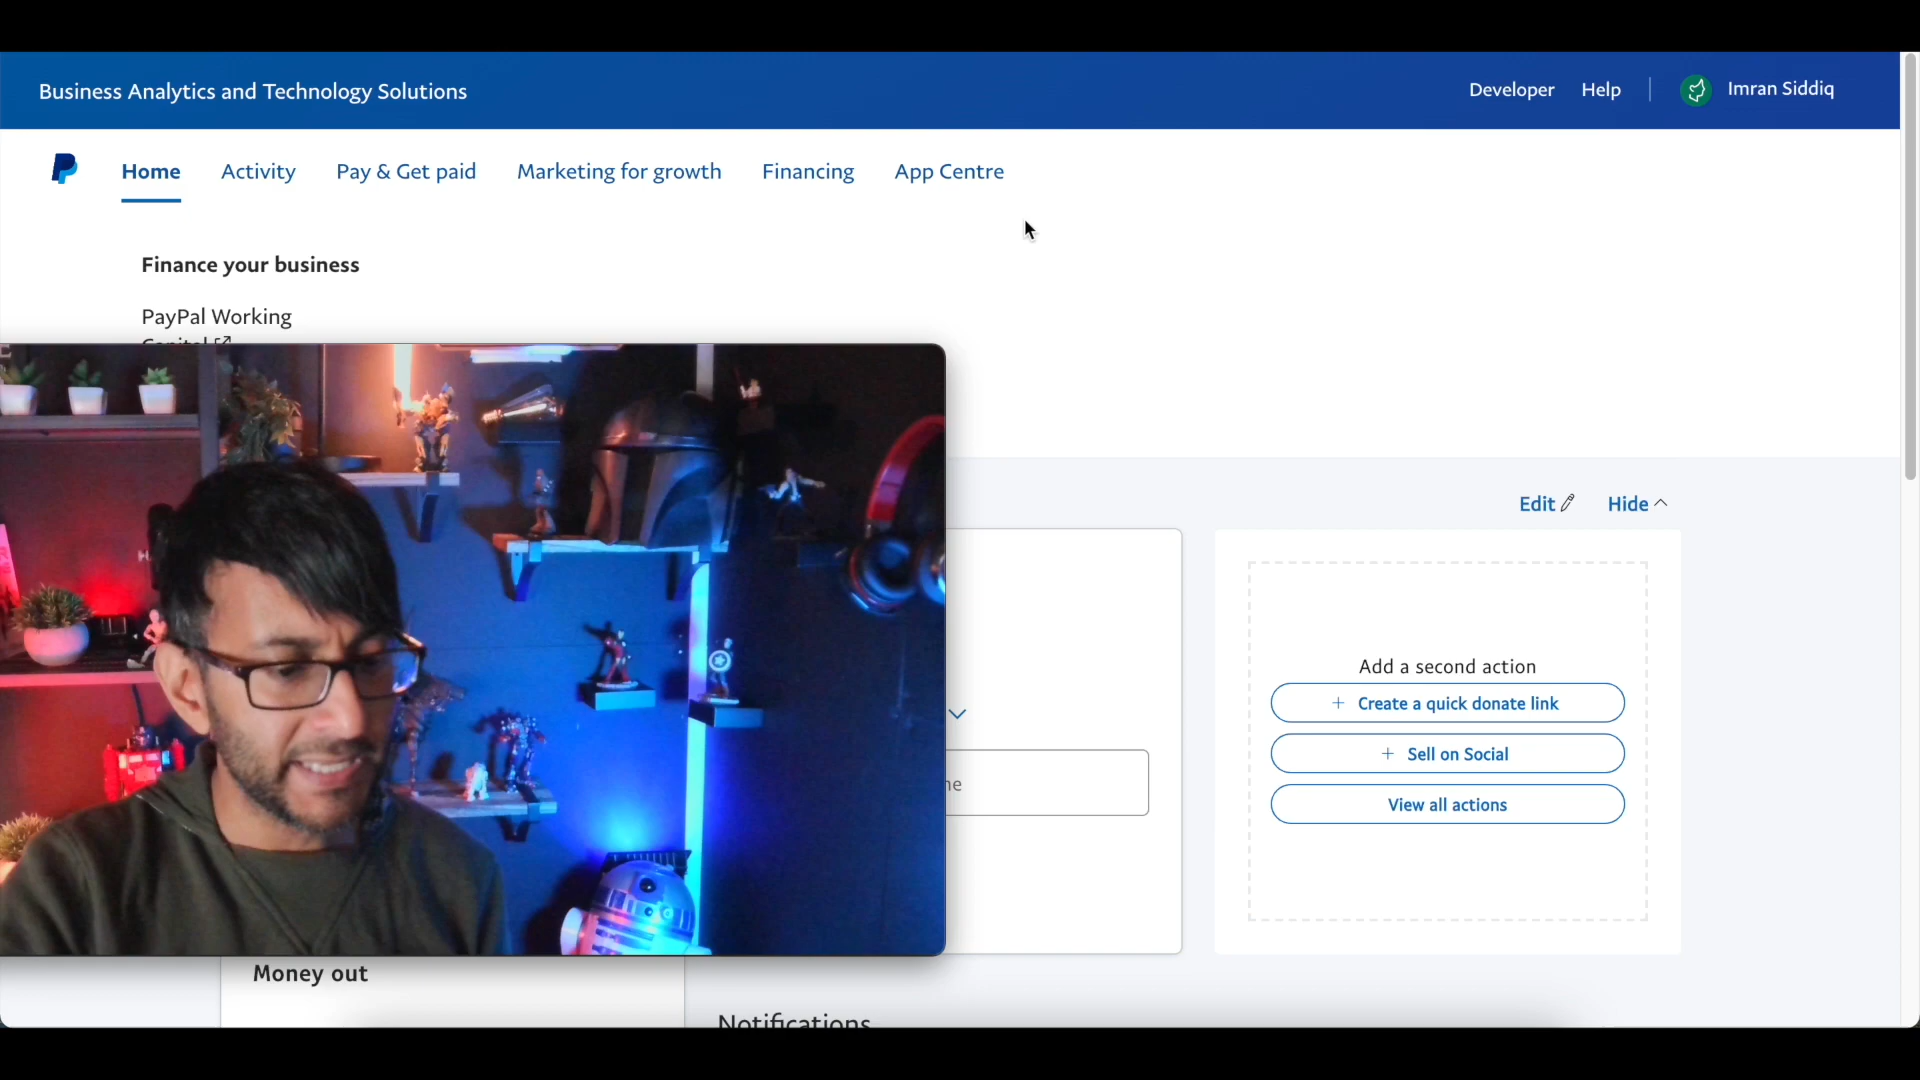 Business Analytics and Technology Solutions
Developer Help Imran Siddiq
Home Activity Pay & Get paid Marketing for growth Financing App Centre
Finance your business
PayPal Working
Capital
Edit Hide
Add a second action
+ Create a quick donate link
+ Sell on Social
View all actions
Money out
Notifications